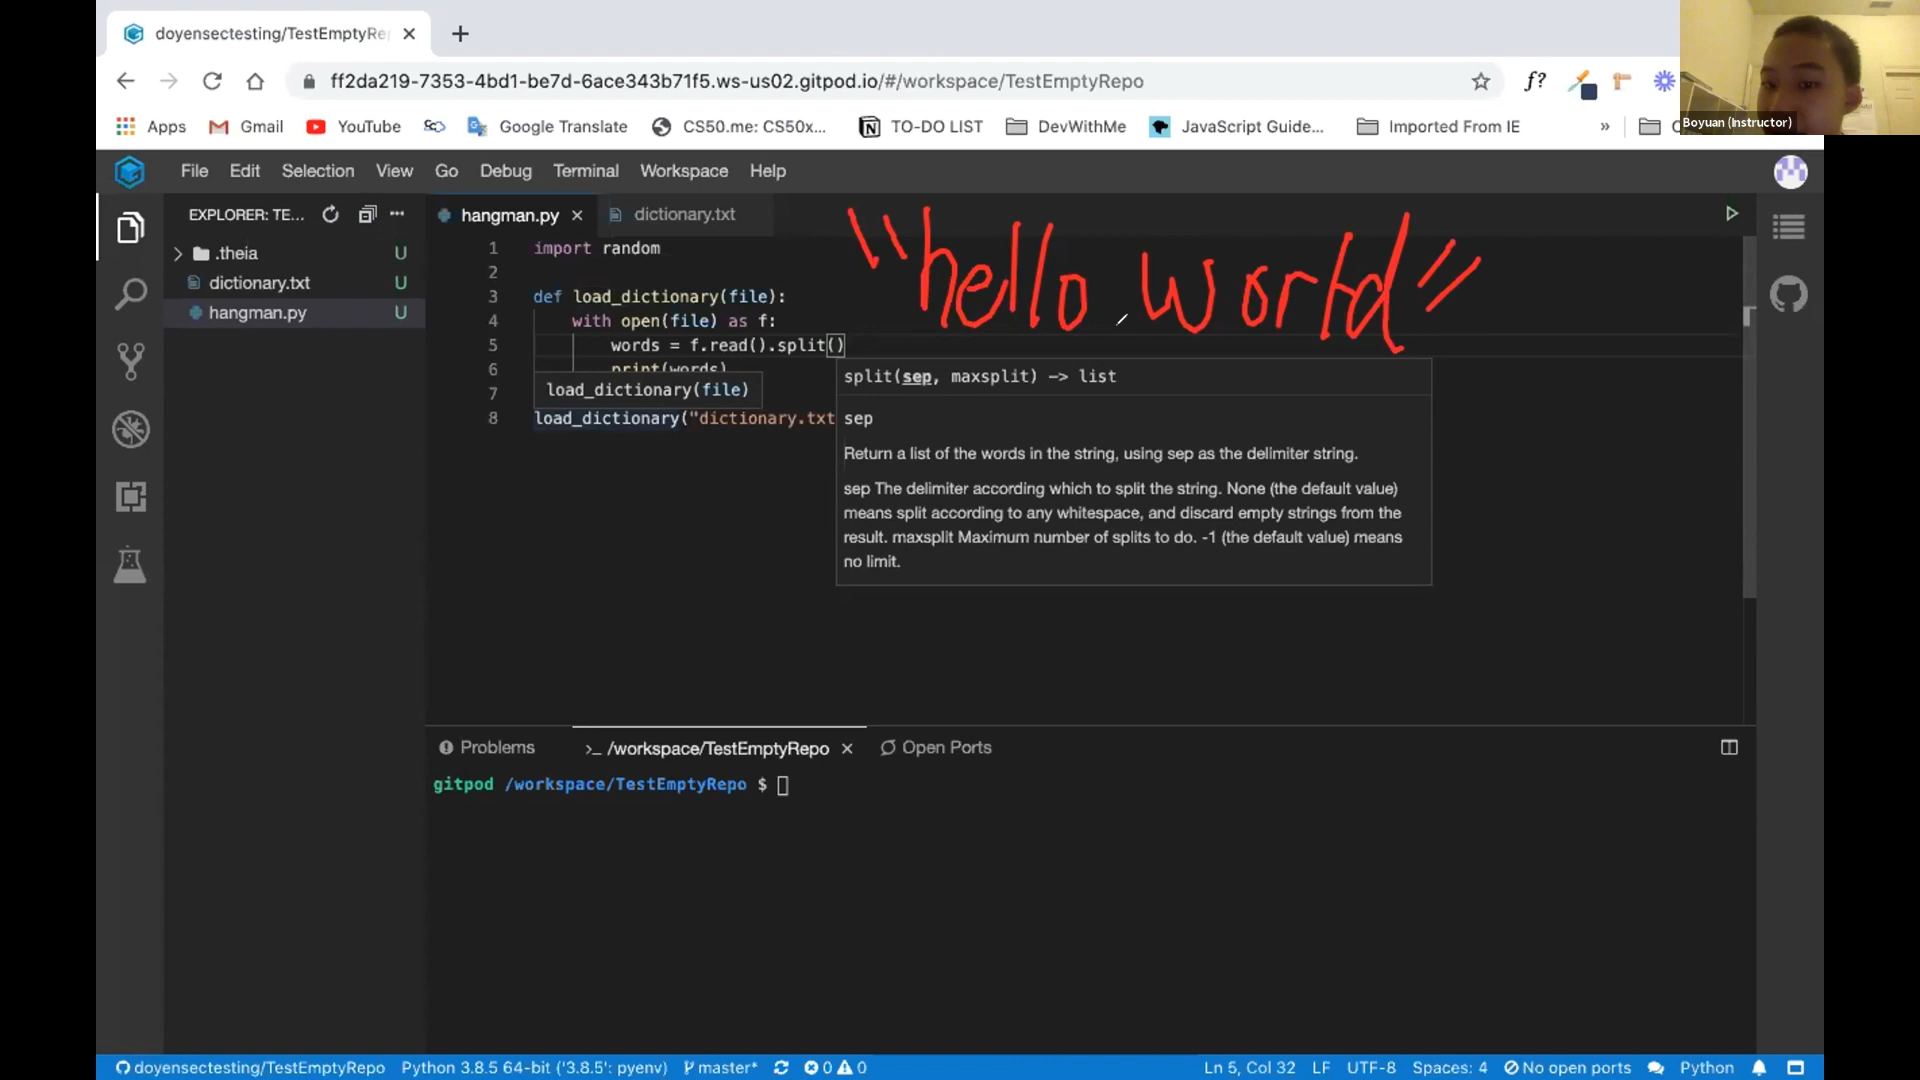 doyensectesting/TestEmptyRe
ff2da219-7353-4bd1-be7d-6ace343b71f5.ws-us02.gitpod.io/#/workspace/TestEmptyRepo
f?
Boyuan (Instructor)
Apps Gmail YouTube Google Translate CS50.me: CS50x... TO-DO LIST DevWithMe JavaScript Guide... Imported From IE »
File Edit Selection View Go Debug Terminal Workspace Help
EXPLORER: TE... hangman.py dictionary.txt
"hello world"
.theia U
dictionary.txt U
hangman.py U
1 import random
2
3 def load_dictionary(file):
4 with open(file) as f:
5 words = f.read().split()
6 print(words)
7
load_dictionary(file)
8 load_dictionary("dictionary.txt
split(sep, maxsplit) -> list
sep
Return a list of the words in the string, using sep as the delimiter string.
sep The delimiter according which to split the string. None (the default value)
means split according to any whitespace, and discard empty strings from the
result. maxsplit Maximum number of splits to do. -1 (the default value) means
no limit.
Problems >_ /workspace/TestEmptyRepo Open Ports
gitpod /workspace/TestEmptyRepo $
doyensectesting/TestEmptyRepo Python 3.8.5 64-bit ('3.8.5': pyenv) master* 0 0 Ln 5, Col 32 LF UTF-8 Spaces: 4 No open ports Python